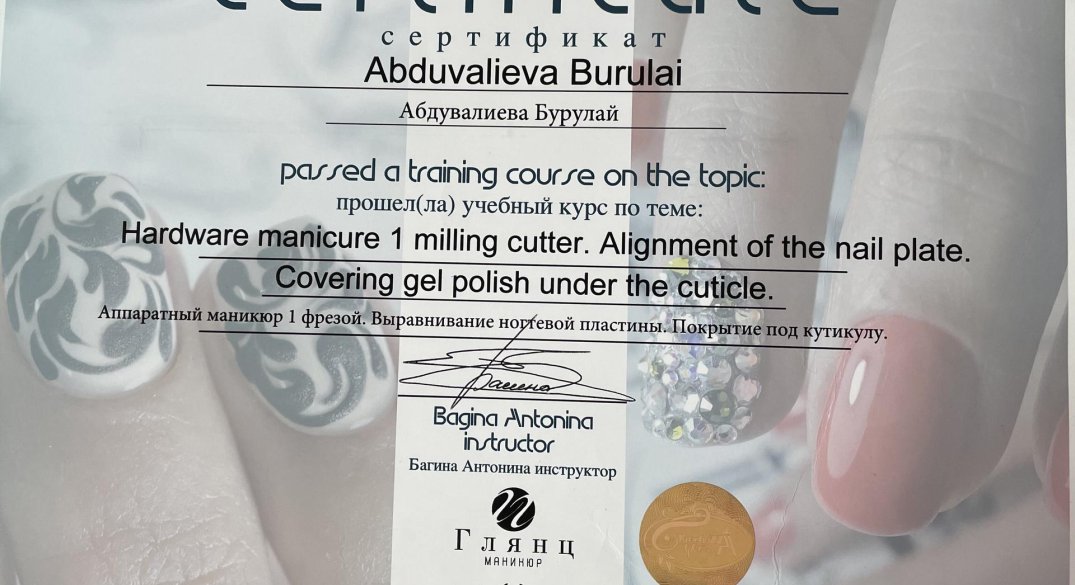 certificate
сертификат
Abduvalieva Burulai
Абдувалиева Бурулай
passed a training course on the topic:
прошел(ла) учебный курс по теме:
Hardware manicure 1 milling cutter. Alignment of the nail plate.
Covering gel polish under the cuticle.
Аппаратный маникюр 1 фрезой. Выравнивание ногтевой пластины. Покрытие под кутикулу.
Bagina Antonina
instructor
Багина Антонина инструктор
Глянц
МАНИКЮР